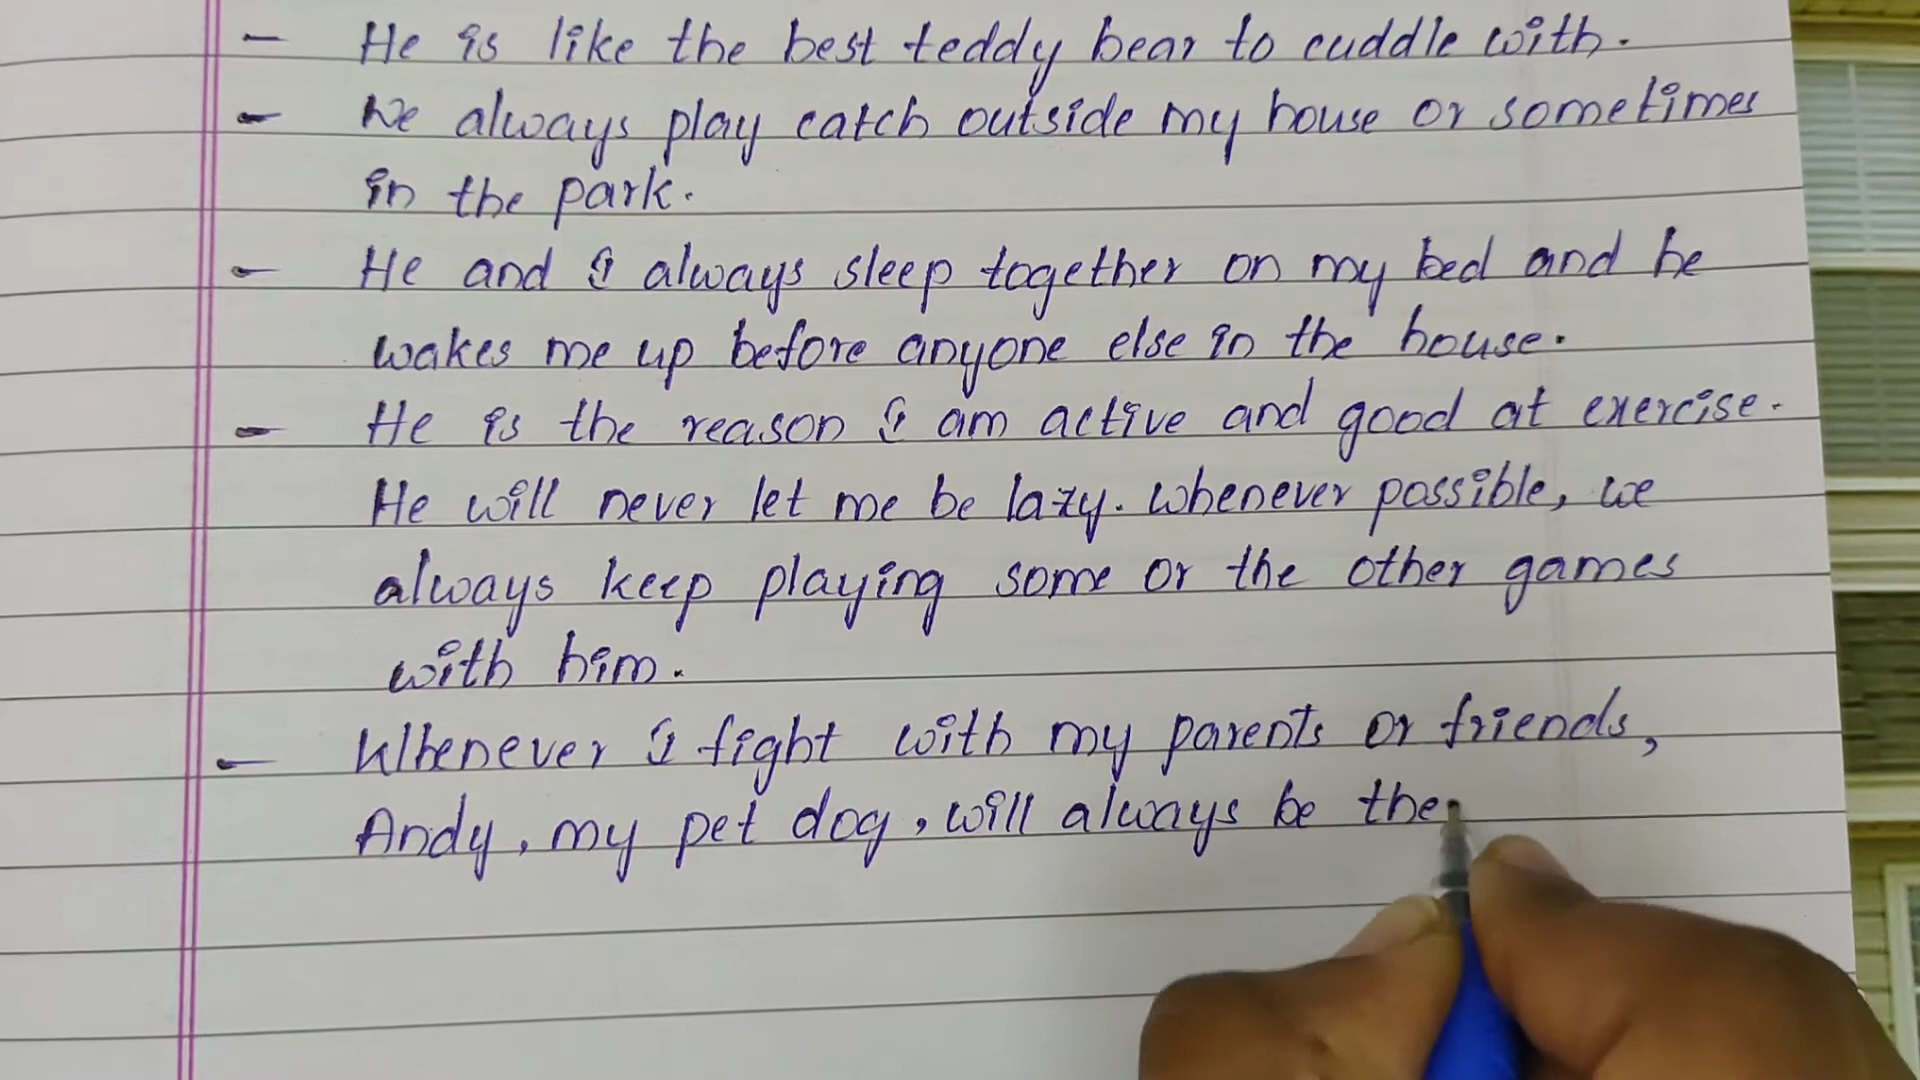 - He is like the best teddy bear to cuddle with.
- We always play catch outside my house or sometimes
in the park.
- He and I always sleep together on my bed and he
wakes me up before anyone else in the house.
- He is the reason I am active and good at exercise.
He will never let me be lazy. Whenever possible, we
always keep playing some or the other games
with him.
- Whenever I fight with my parents or friends,
Andy, my pet dog, will always be the